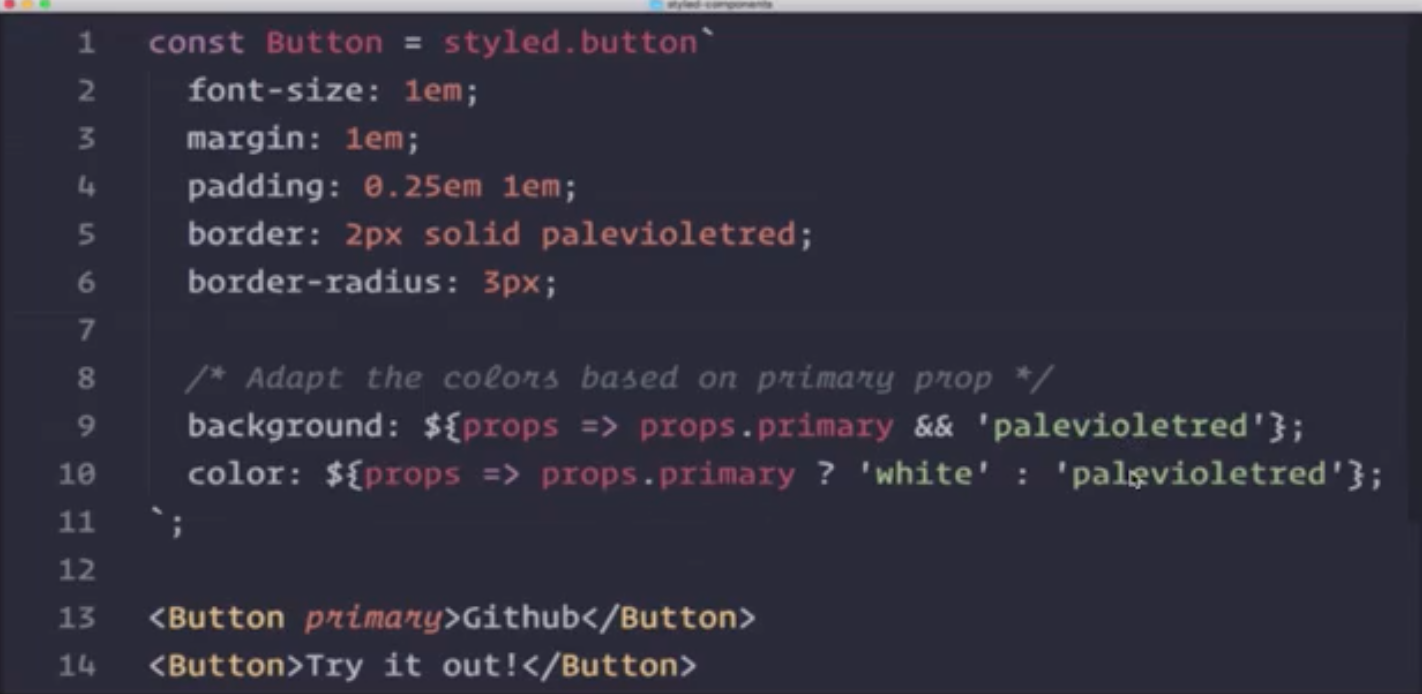 styled-components
1 const Button = styled.button`
2 font-size: 1em;
3 margin: 1em;
4 padding: 0.25em 1em;
5 border: 2px solid palevioletred;
6 border-radius: 3px;
7
8 /* Adapt the colors based on primary prop */
9 background: ${props => props.primary && 'palevioletred'};
10 color: ${props => props.primary ? 'white' : 'palevioletred'};
11 `;
12
13 <Button primary>Github</Button>
14 <Button>Try it out!</Button>